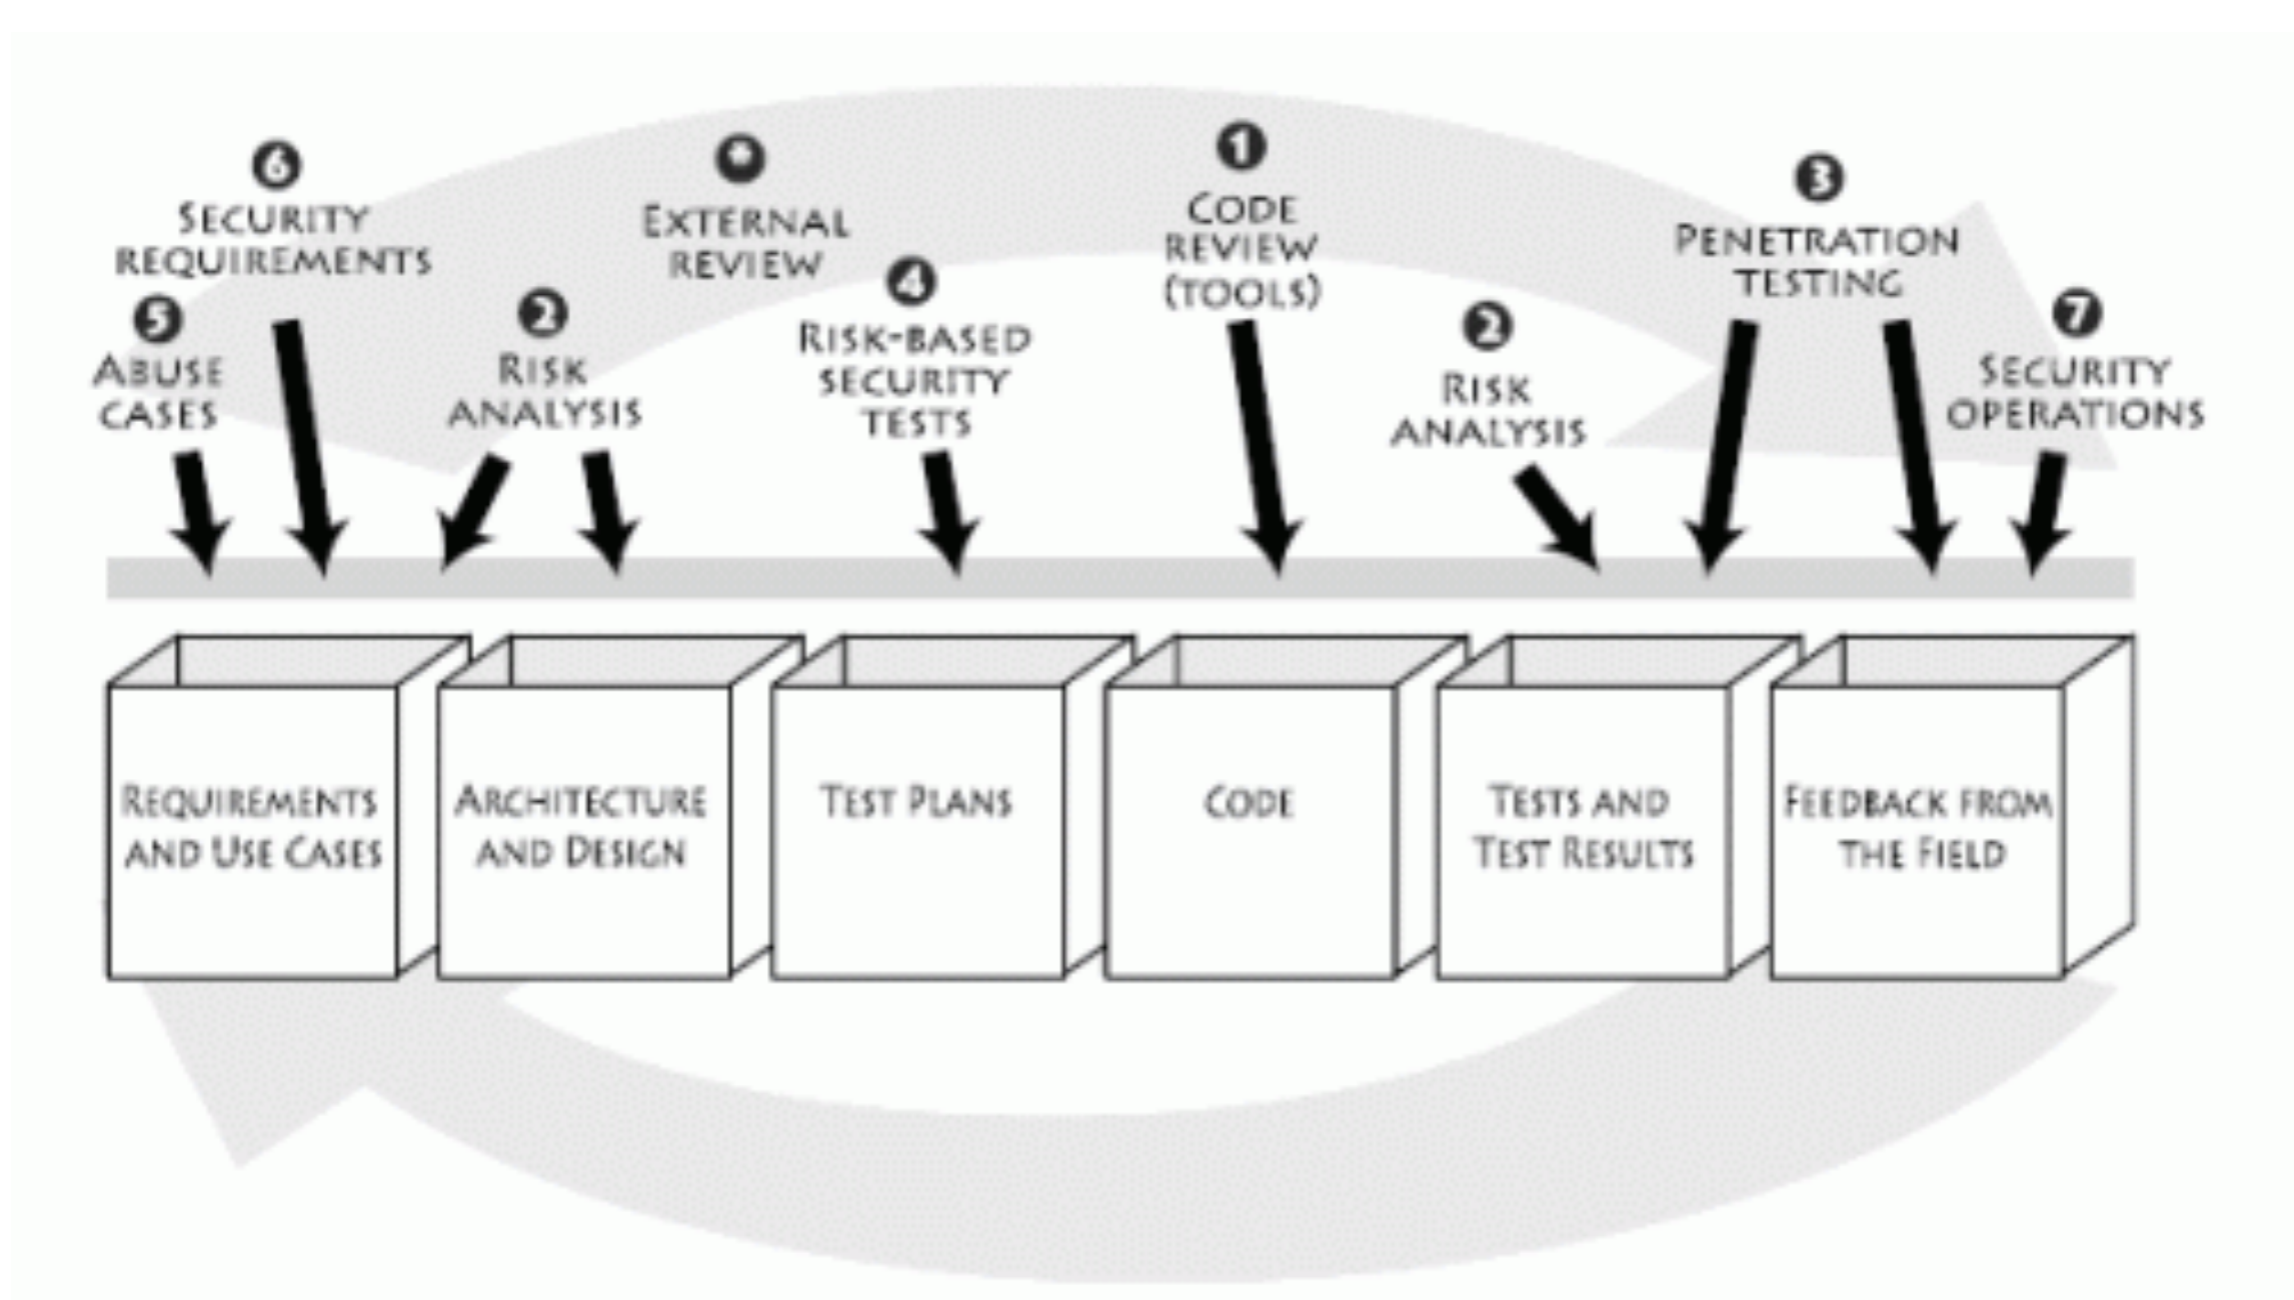 6
SECURITY
REQUIREMENTS
5
ABUSE
CASES
2
RISK
ANALYSIS
*
EXTERNAL
REVIEW
4
RISK-BASED
SECURITY
TESTS
1
CODE
REVIEW
(TOOLS)
2
RISK
ANALYSIS
3
PENETRATION
TESTING
7
SECURITY
OPERATIONS
REQUIREMENTS
AND USE CASES
ARCHITECTURE
AND DESIGN
TEST PLANS
CODE
TESTS AND
TEST RESULTS
FEEDBACK FROM
THE FIELD